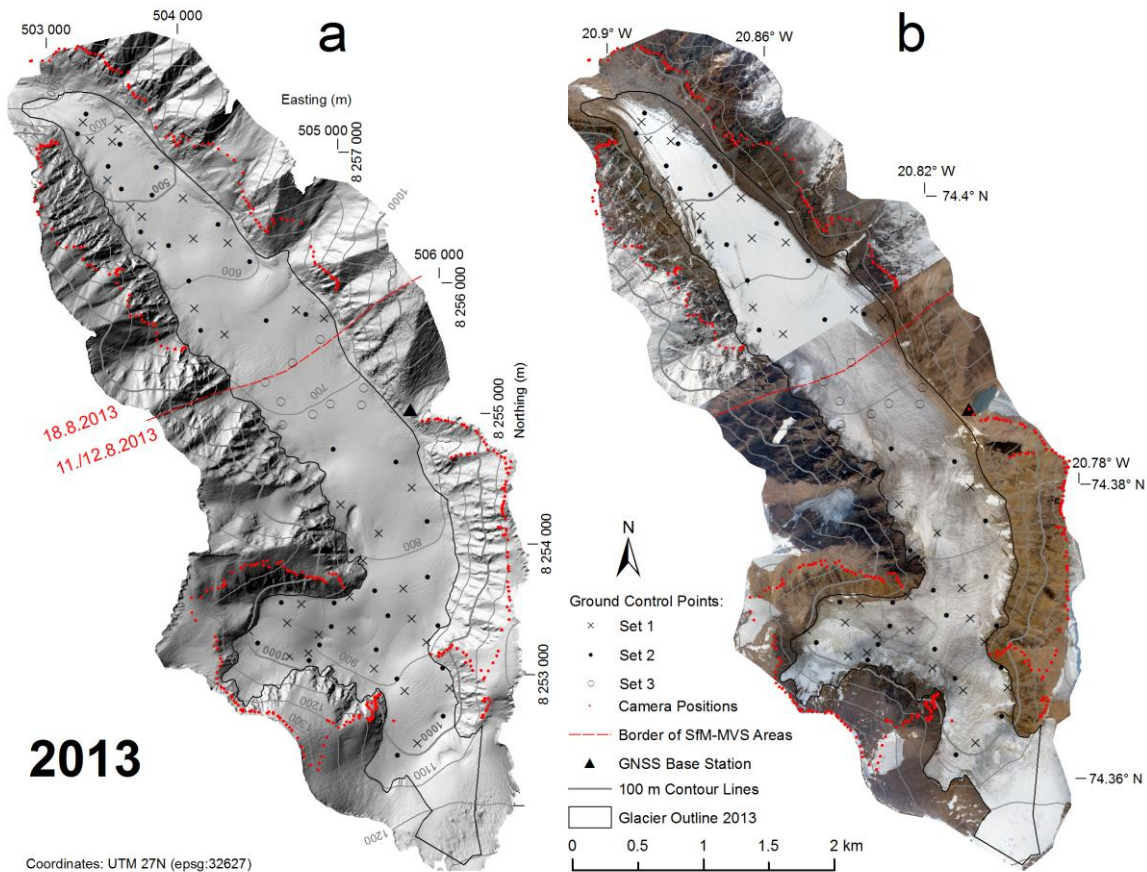 503 000
504 000
a
Easting (m)
505 000
8 257 000
400
500
1000
600
506 000
8 256 000
700
18.8.2013
11./12.8.2013
8 255 000
Northing (m)
800
8 254 000
1000
900
1200
1300
8 253 000
1000
1100
1200
2013
Coordinates: UTM 27N (epsg:32627)
b
20.9° W
20.86° W
20.82° W
74.4° N
20.78° W
74.38° N
74.36° N
N
Ground Control Points:
Set 1
Set 2
Set 3
Camera Positions
Border of SfM-MVS Areas
GNSS Base Station
100 m Contour Lines
Glacier Outline 2013
0 0.5 1 2 km